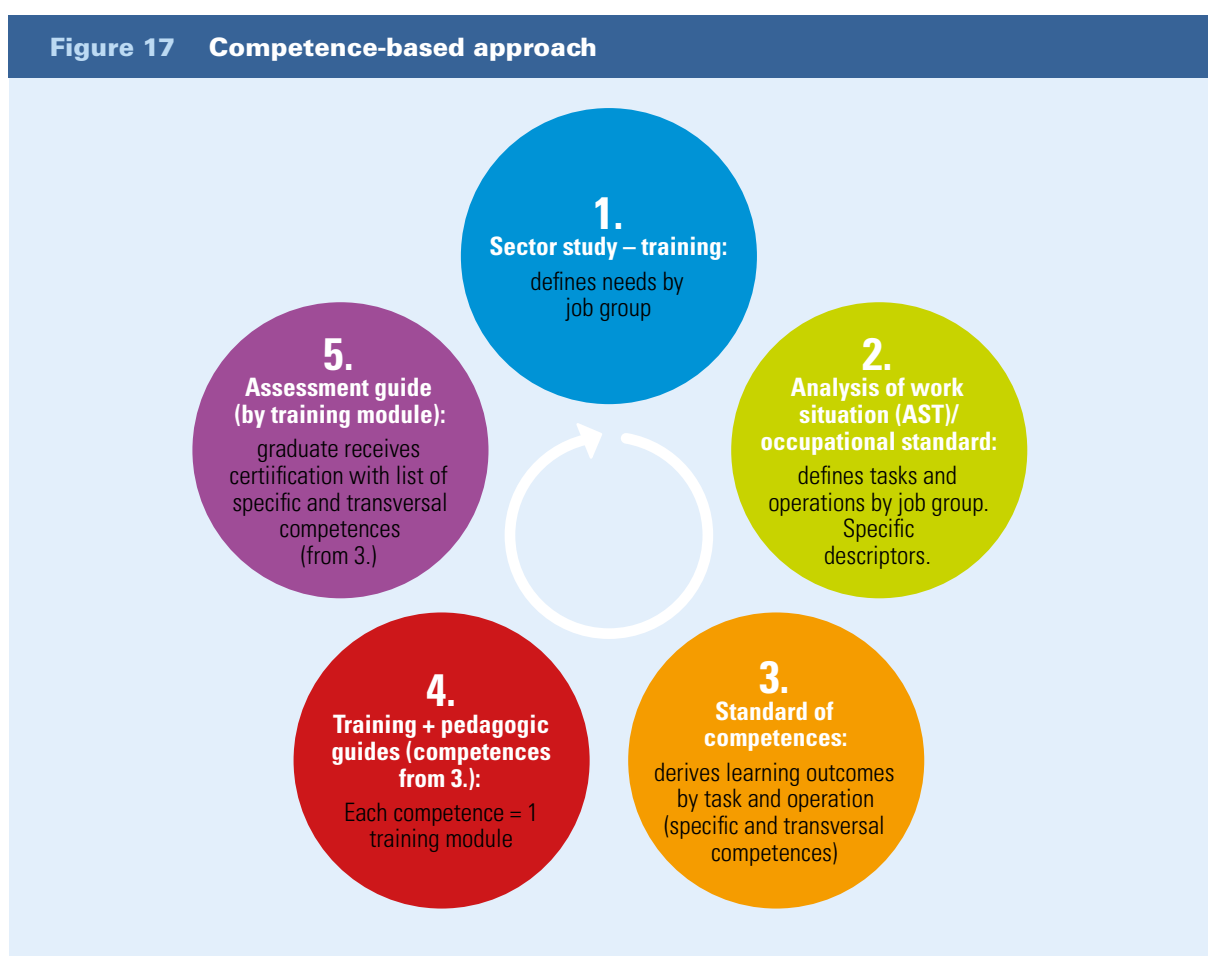 Figure 17 Competence-based approach
1.
Sector study – training:
defines needs by
job group
2.
Analysis of work
situation (AST)/
occupational standard:
defines tasks and
operations by job group.
Specific
descriptors.
3.
Standard of
competences:
derives learning outcomes
by task and operation
(specific and transversal
competences)
4.
Training + pedagogic
guides (competences
from 3.):
Each competence = 1
training module
5.
Assessment guide
(by training module):
graduate receives
certiification with list of
specific and transversal
competences
(from 3.)